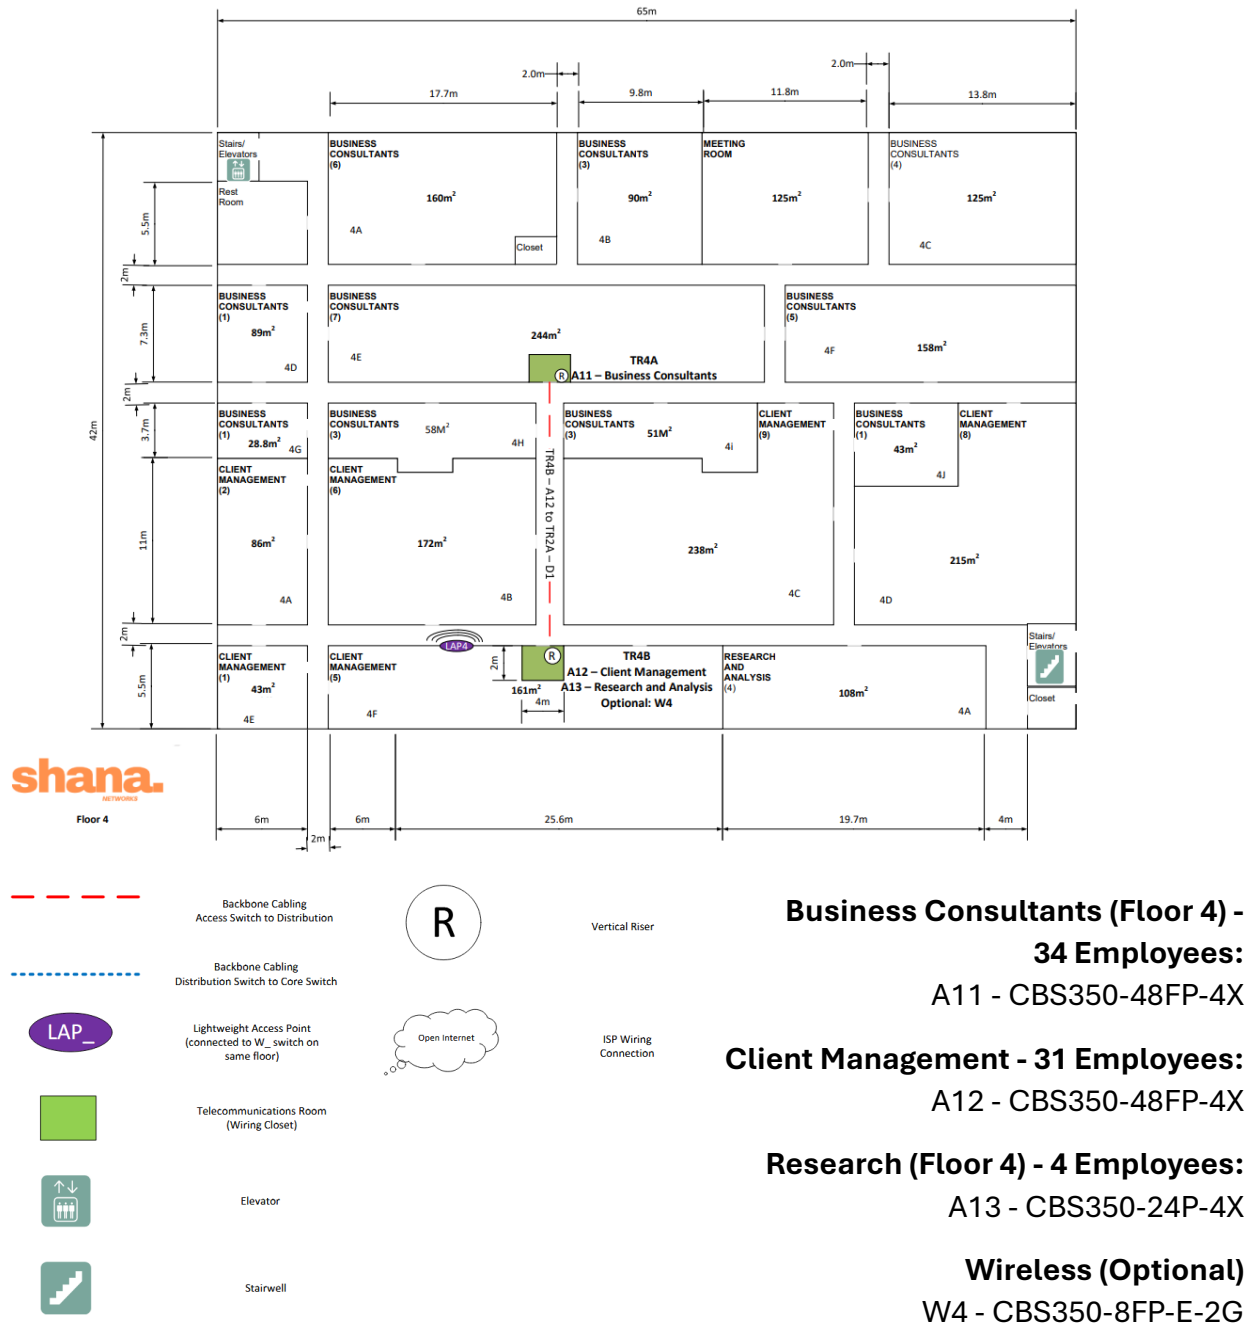 65m
2.0m
2.0m
17.7m
9.8m
11.8m
13.8m
Stairs/
Elevators
Rest
Room
BUSINESS
CONSULTANTS
(6)
160m²
4A
Closet
BUSINESS
CONSULTANTS
(3)
90m²
4B
MEETING
ROOM
125m²
BUSINESS
CONSULTANTS
(4)
125m²
4C
5.5m
2m
BUSINESS
CONSULTANTS
(1)
89m²
4D
BUSINESS
CONSULTANTS
(7)
244m²
4E
TR4A
R
A11 – Business Consultants
BUSINESS
CONSULTANTS
(5)
158m²
4F
7.3m
2m
42m
3.7m
BUSINESS
CONSULTANTS
(1)
28.8m²
4G
BUSINESS
CONSULTANTS
(3)
58M²
4H
BUSINESS
CONSULTANTS
(3)
51M²
4i
CLIENT
MANAGEMENT
(9)
BUSINESS
CONSULTANTS
(1)
43m²
4J
CLIENT
MANAGEMENT
(8)
TR4B – A12 to TR2A – D1
11m
CLIENT
MANAGEMENT
(2)
86m²
4A
CLIENT
MANAGEMENT
(6)
172m²
4B
238m²
4C
215m²
4D
2m
LAP4
Stairs/
Elevators
Closet
5.5m
CLIENT
MANAGEMENT
(1)
43m²
4E
CLIENT
MANAGEMENT
(5)
4F
2m
R
161m²
4m
TR4B
A12 – Client Management
A13 – Research and Analysis
Optional: W4
RESEARCH
AND
ANALYSIS
(4)
108m²
4A
shana.
NETWORKS
Floor 4
6m
2m
6m
25.6m
19.7m
4m
Backbone Cabling
Access Switch to Distribution
R
Vertical Riser
Backbone Cabling
Distribution Switch to Core Switch
LAP_
Lightweight Access Point
(connected to W_ switch on
same floor)
Open Internet
ISP Wiring
Connection
Telecommunications Room
(Wiring Closet)
Elevator
Stairwell
Business Consultants (Floor 4) -
34 Employees:
A11 - CBS350-48FP-4X
Client Management - 31 Employees:
A12 - CBS350-48FP-4X
Research (Floor 4) - 4 Employees:
A13 - CBS350-24P-4X
Wireless (Optional)
W4 - CBS350-8FP-E-2G